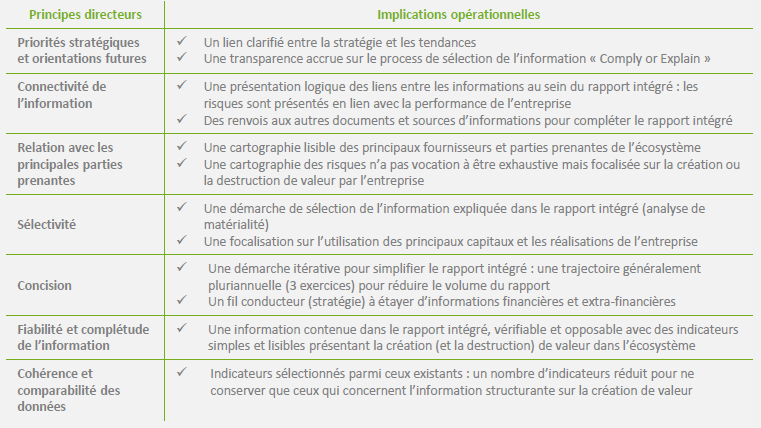 Principes directeurs
Implications opérationnelles
Priorités stratégiques
et orientations futures
Un lien clarifié entre la stratégie et les tendances
Une transparence accrue sur le process de sélection de l'information « Comply or Explain »
Connectivité de
l'information
Une présentation logique des liens entre les informations au sein du rapport intégré : les
risques sont présentés en lien avec la performance de l'entreprise
Des renvois aux autres documents et sources d'informations pour compléter le rapport intégré
Relation avec les
principales parties
prenantes
Une cartographie lisible des principaux fournisseurs et parties prenantes de l'écosystème
Une cartographie des risques n'a pas vocation à être exhaustive mais focalisée sur la création ou
la destruction de valeur par l'entreprise
Sélectivité
Une démarche de sélection de l'information expliquée dans le rapport intégré (analyse de
matérialité)
Une focalisation sur l'utilisation des principaux capitaux et les réalisations de l'entreprise
Concision
Une démarche itérative pour simplifier le rapport intégré : une trajectoire généralement
pluriannuelle (3 exercices) pour réduire le volume du rapport
Un fil conducteur (stratégie) à étayer d'informations financières et extra-financières
Fiabilité et complétude
de l'information
Une information contenue dans le rapport intégré, vérifiable et opposable avec des indicateurs
simples et lisibles présentant la création (et la destruction) de valeur dans l'écosystème
Cohérence et
comparabilité des
données
Indicateurs sélectionnés parmi ceux existants : un nombre d'indicateurs réduit pour ne
conserver que ceux qui concernent l'information structurante sur la création de valeur